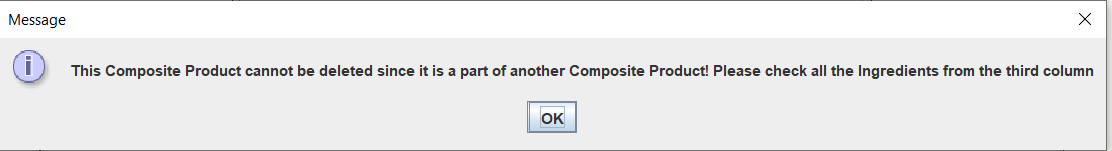 Message
This Composite Product cannot be deleted since it is a part of another Composite Product! Please check all the Ingredients from the third column
OK